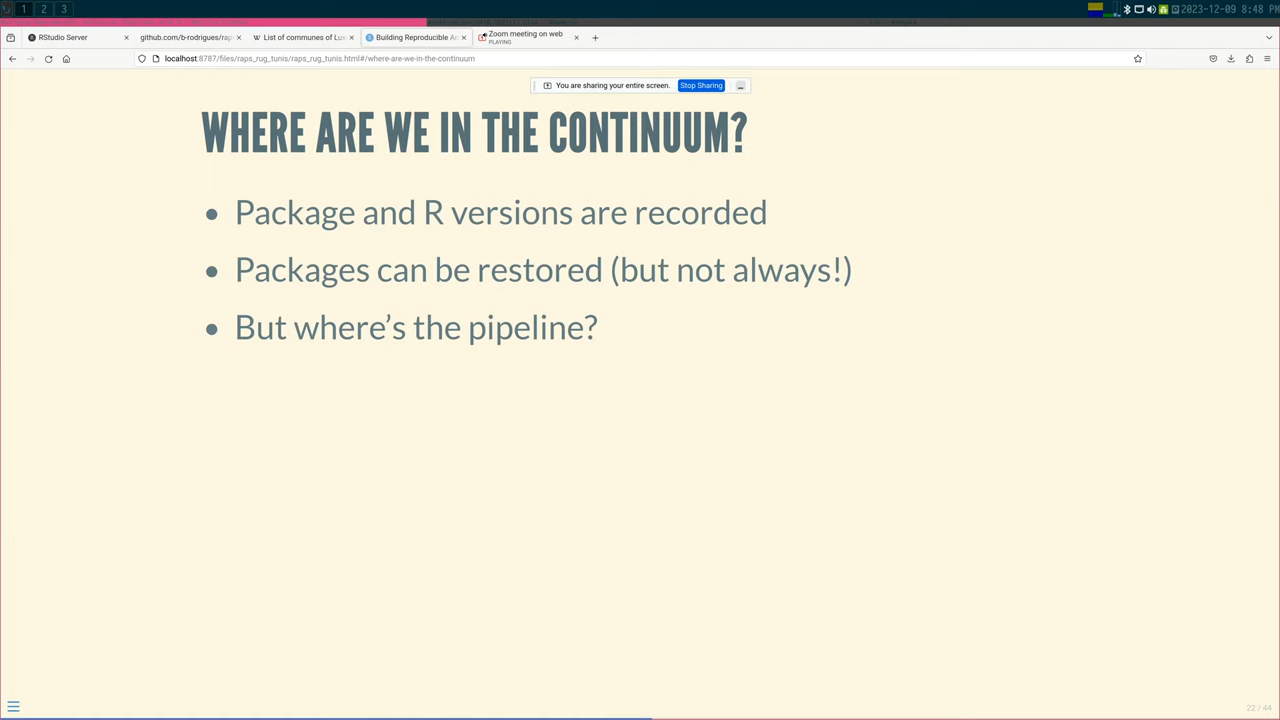 1 2 3
2023-12-09 8:48 PM
RStudio Server
github.com/b-rodrigues/rap-
List of communes of Lux
Building Reproducible An
Zoom meeting on web
PLAYING
localhost:8787/files/raps_rug_tunis/raps_rug_tunis.html#/where-are-we-in-the-continuum
You are sharing your entire screen. Stop Sharing
WHERE ARE WE IN THE CONTINUUM?
• Package and R versions are recorded
• Packages can be restored (but not always!)
• But where’s the pipeline?
22 / 44